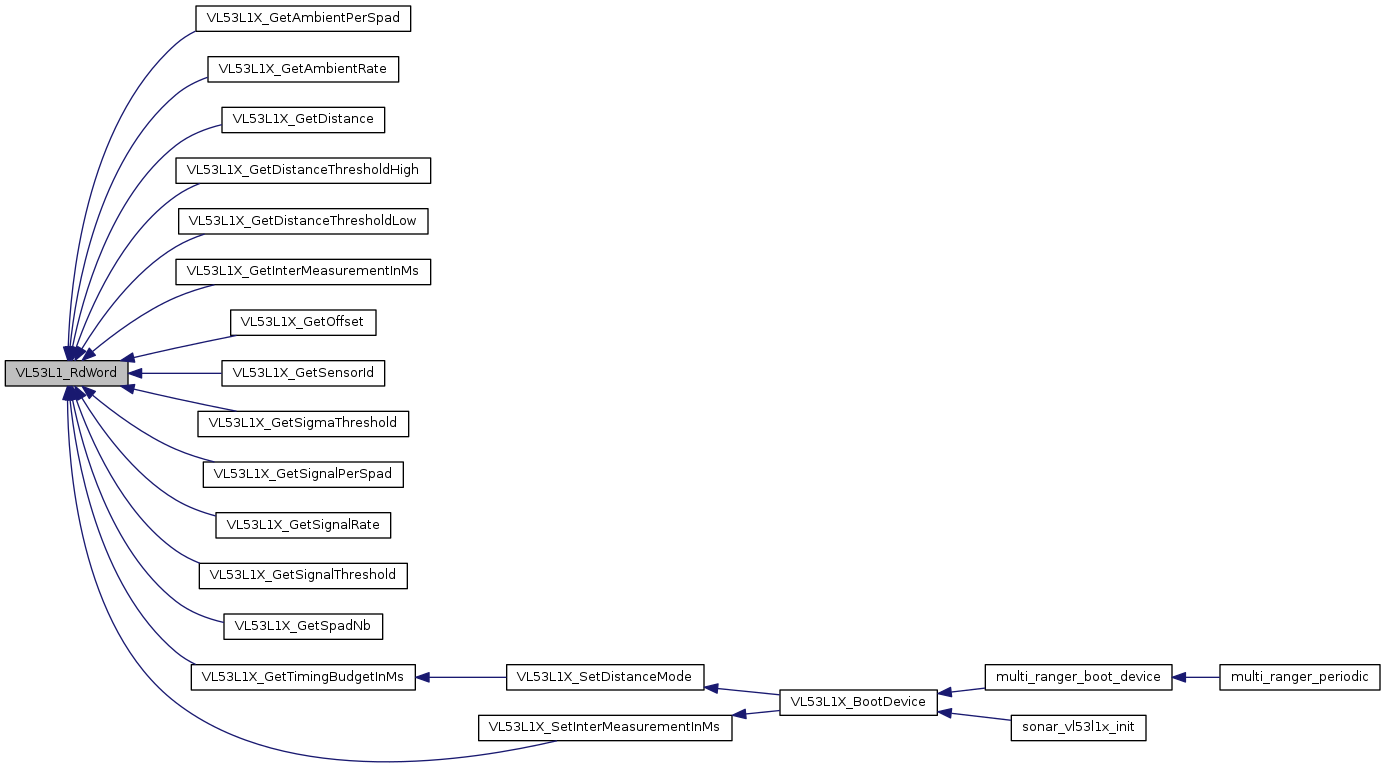 VL53L1X_GetAmbientPerSpad
VL53L1X_GetAmbientRate
VL53L1X_GetDistance
VL53L1X_GetDistanceThresholdHigh
VL53L1X_GetDistanceThresholdLow
VL53L1X_GetInterMeasurementInMs
VL53L1X_GetOffset
VL53L1_RdWord
VL53L1X_GetSensorId
VL53L1X_GetSigmaThreshold
VL53L1X_GetSignalPerSpad
VL53L1X_GetSignalRate
VL53L1X_GetSignalThreshold
VL53L1X_GetSpadNb
VL53L1X_GetTimingBudgetInMs
VL53L1X_SetDistanceMode
multi_ranger_boot_device
multi_ranger_periodic
VL53L1X_BootDevice
VL53L1X_SetInterMeasurementInMs
sonar_vl53l1x_init